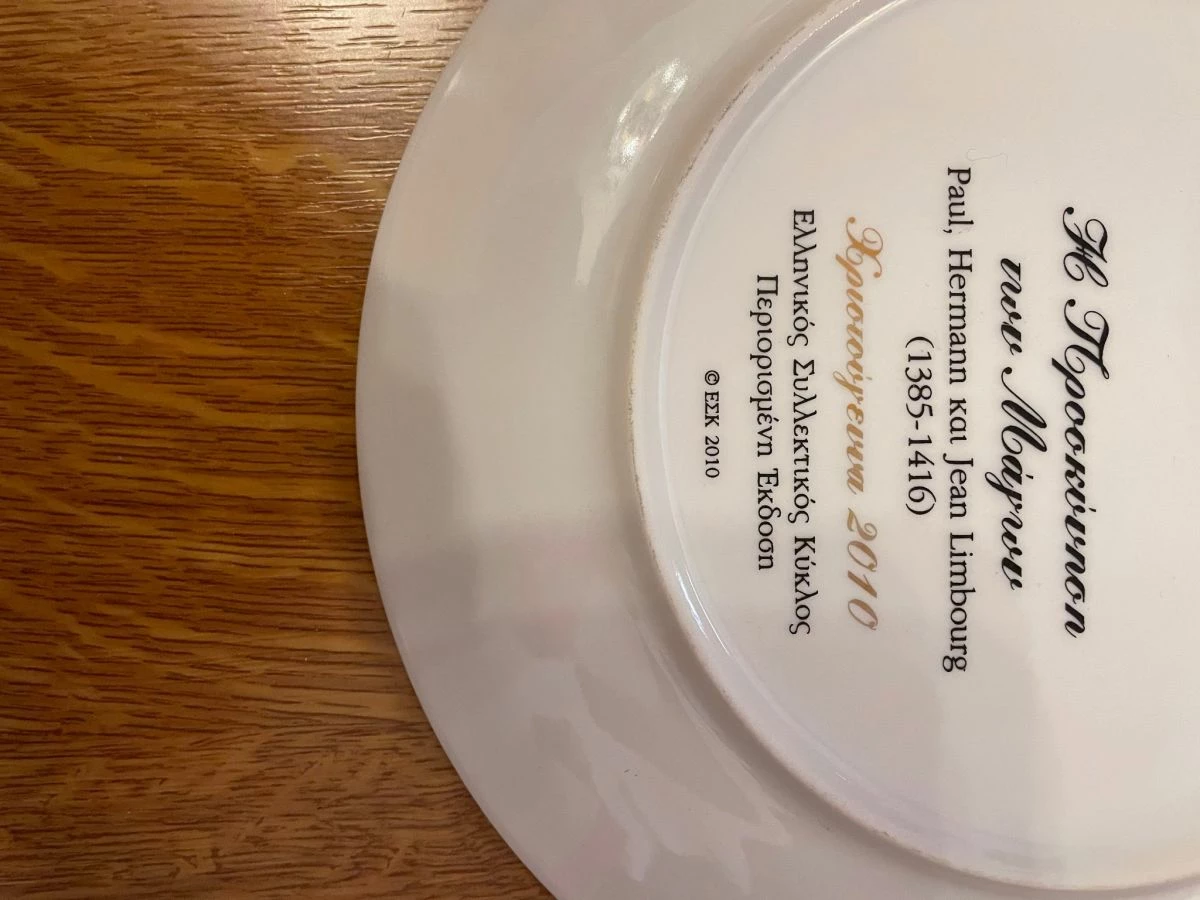 Η Προσκύνηση
των Μάγων
Paul, Hermann και Jean Limbourg
(1385-1416)
Χριστούγεννα 2010
Ελληνικός Συλλεκτικός Κύκλος
Περιορισμένη Έκδοση
© ΕΣΚ 2010